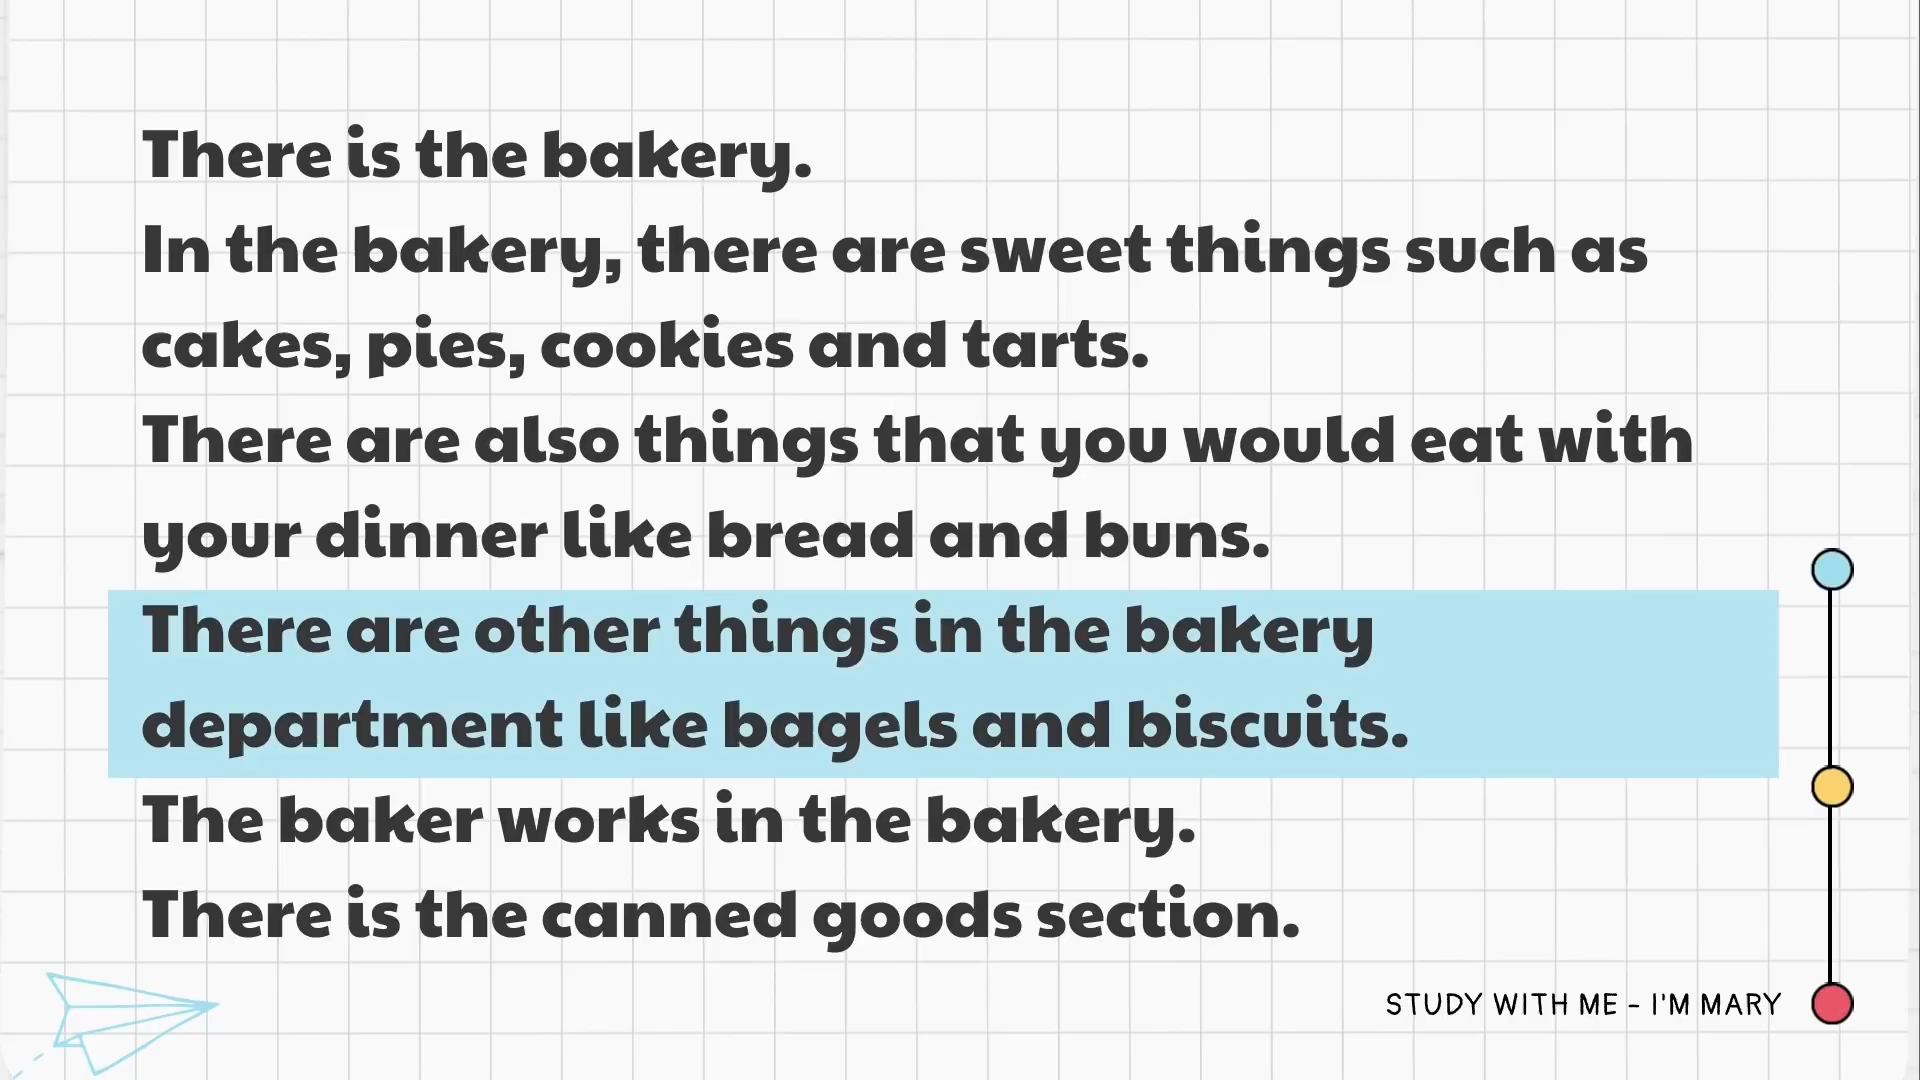 There is the bakery.
In the bakery, there are sweet things such as
cakes, pies, cookies and tarts.
There are also things that you would eat with
your dinner like bread and buns.
There are other things in the bakery
department like bagels and biscuits.
The baker works in the bakery.
There is the canned goods section.
STUDY WITH ME - I'M MARY